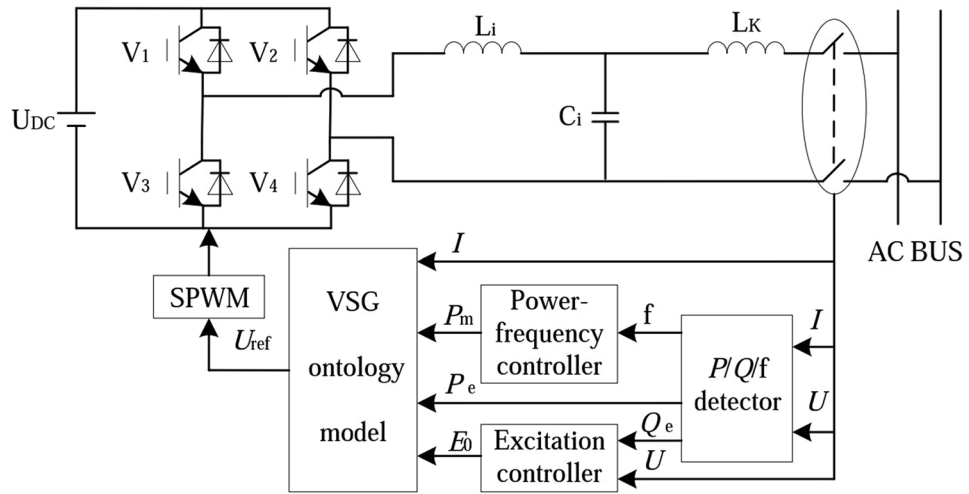 Li
LK
V1
V2
UDC
Ci
V3
V4
AC BUS
I
SPWM
VSG
ontology
model
Power-
frequency
controller
Pm
f
I
Uref
P/Q/f
detector
Pe
U
Qe
E0
Excitation
controller
U